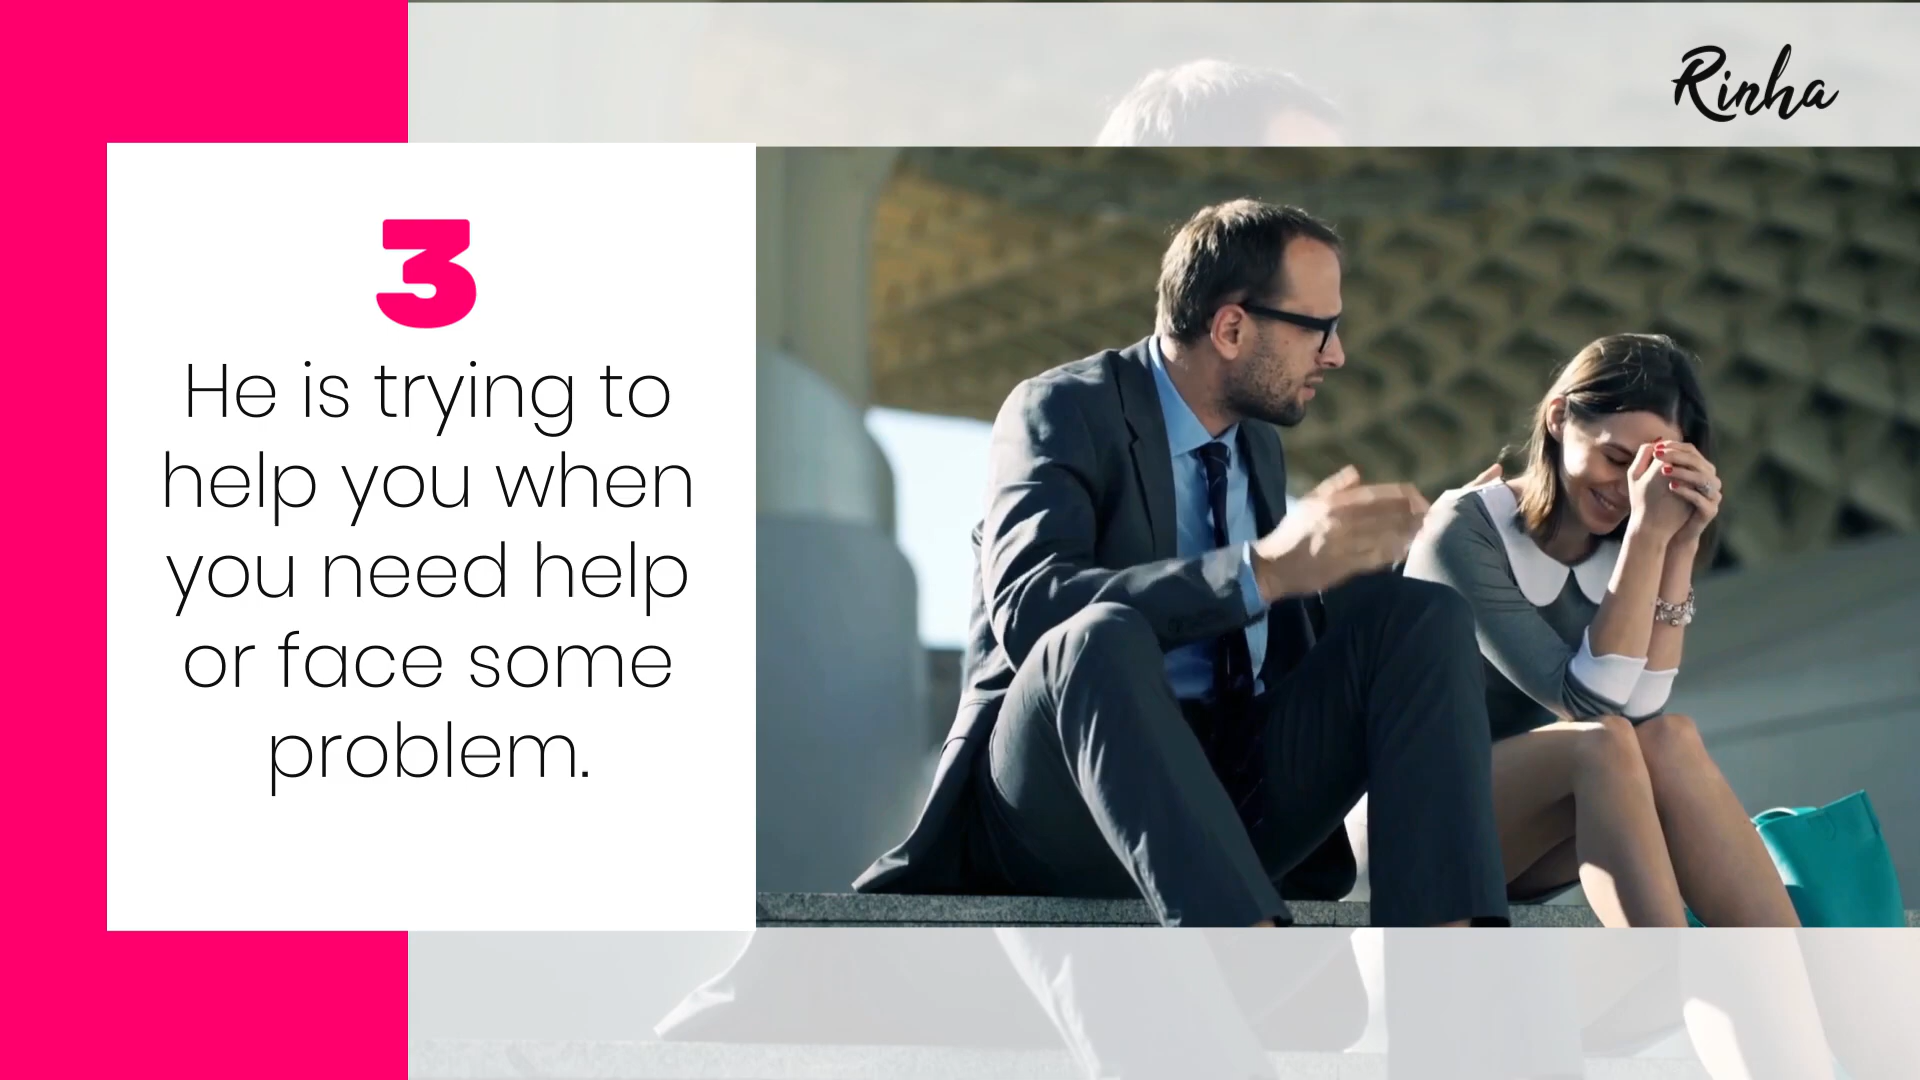 Rinha
3
He is trying to
help you when
you need help
or face some
problem.